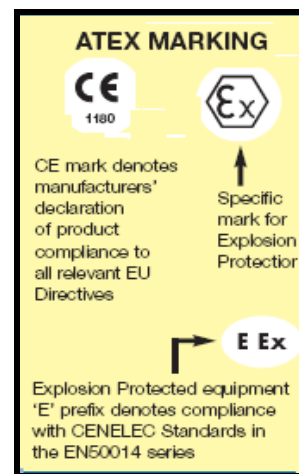 ATEX MARKING
CE
1180
εx
CE mark denotes
manufacturers'
declaration
of product
compliance to
all relevant EU
Directives
Specific
mark for
Explosion
Protection
E Ex
Explosion Protected equipment
'E' prefix denotes compliance
with CENELEC Standards in
the EN50014 series